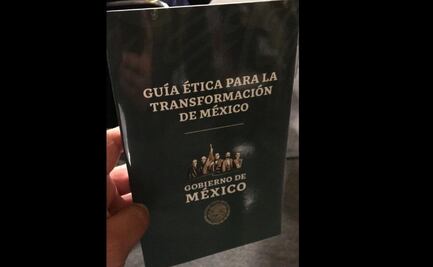 GUÍA ÉTICA PARA LA
TRANSFORMACIÓN
DE MÉXICO
GOBIERNO DE
MÉXICO